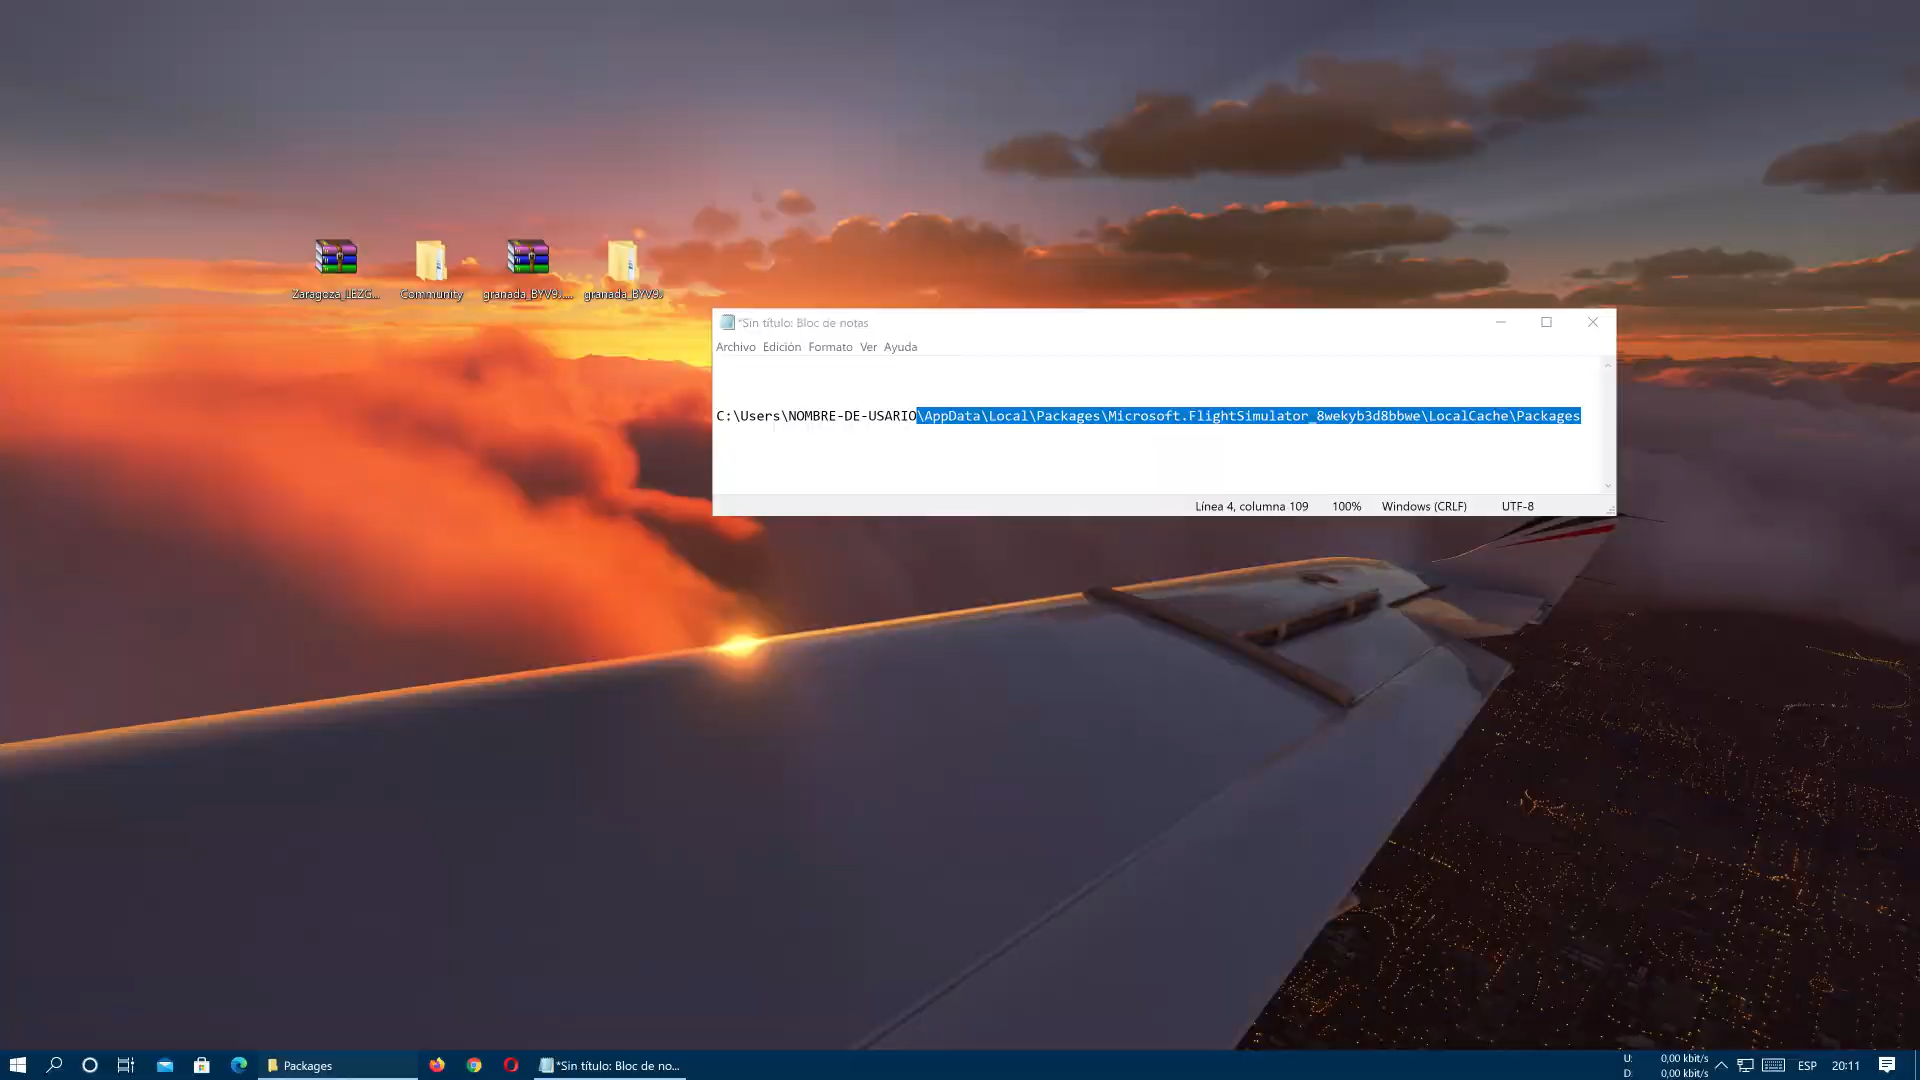 Zaragoza_LEZG...
Community
granada_BYV9J....
granada_BYV9J
*Sin título: Bloc de notas
Archivo Edición Formato Ver Ayuda
C:\Users\NOMBRE-DE-USARIO\AppData\Local\Packages\Microsoft.FlightSimulator_8wekyb3d8bbwe\LocalCache\Packages
Línea 4, columna 109 100% Windows (CRLF) UTF-8
Packages
*Sin título: Bloc de no...
U: 0,00 kbit/s
D: 0,00 kbit/s
ESP
20:11